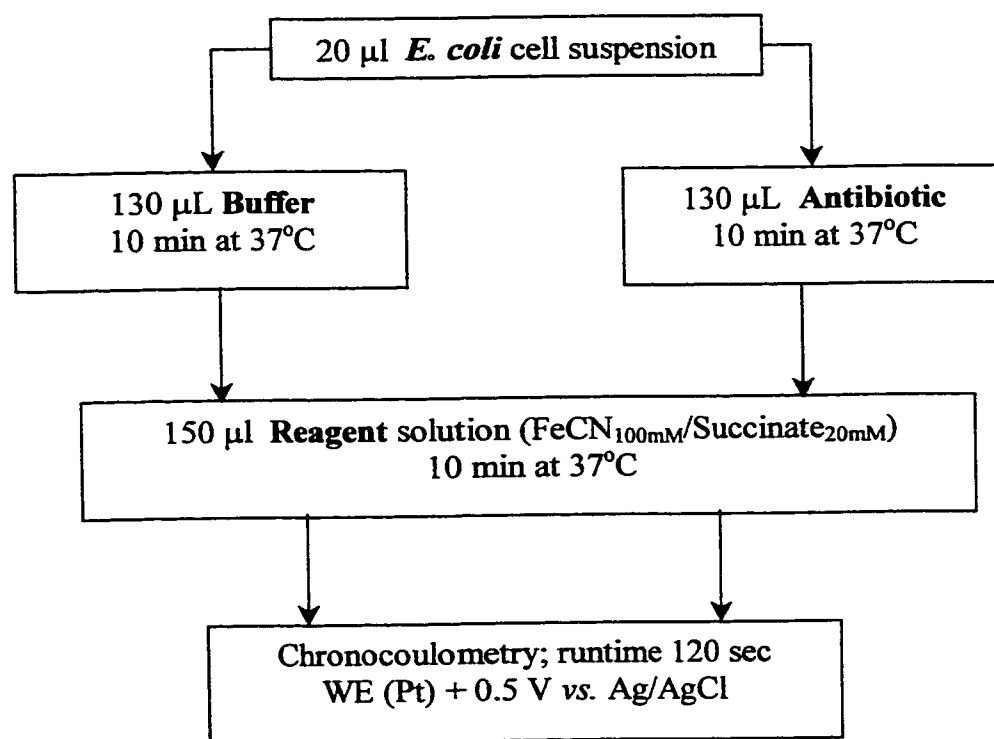 20 µl E. coli cell suspension
130 µL Buffer
10 min at 37°C
130 µL Antibiotic
10 min at 37°C
150 µl Reagent solution (FeCN100mM/Succinate20mM)
10 min at 37°C
Chronocoulometry; runtime 120 sec
WE (Pt) + 0.5 V vs. Ag/AgCl